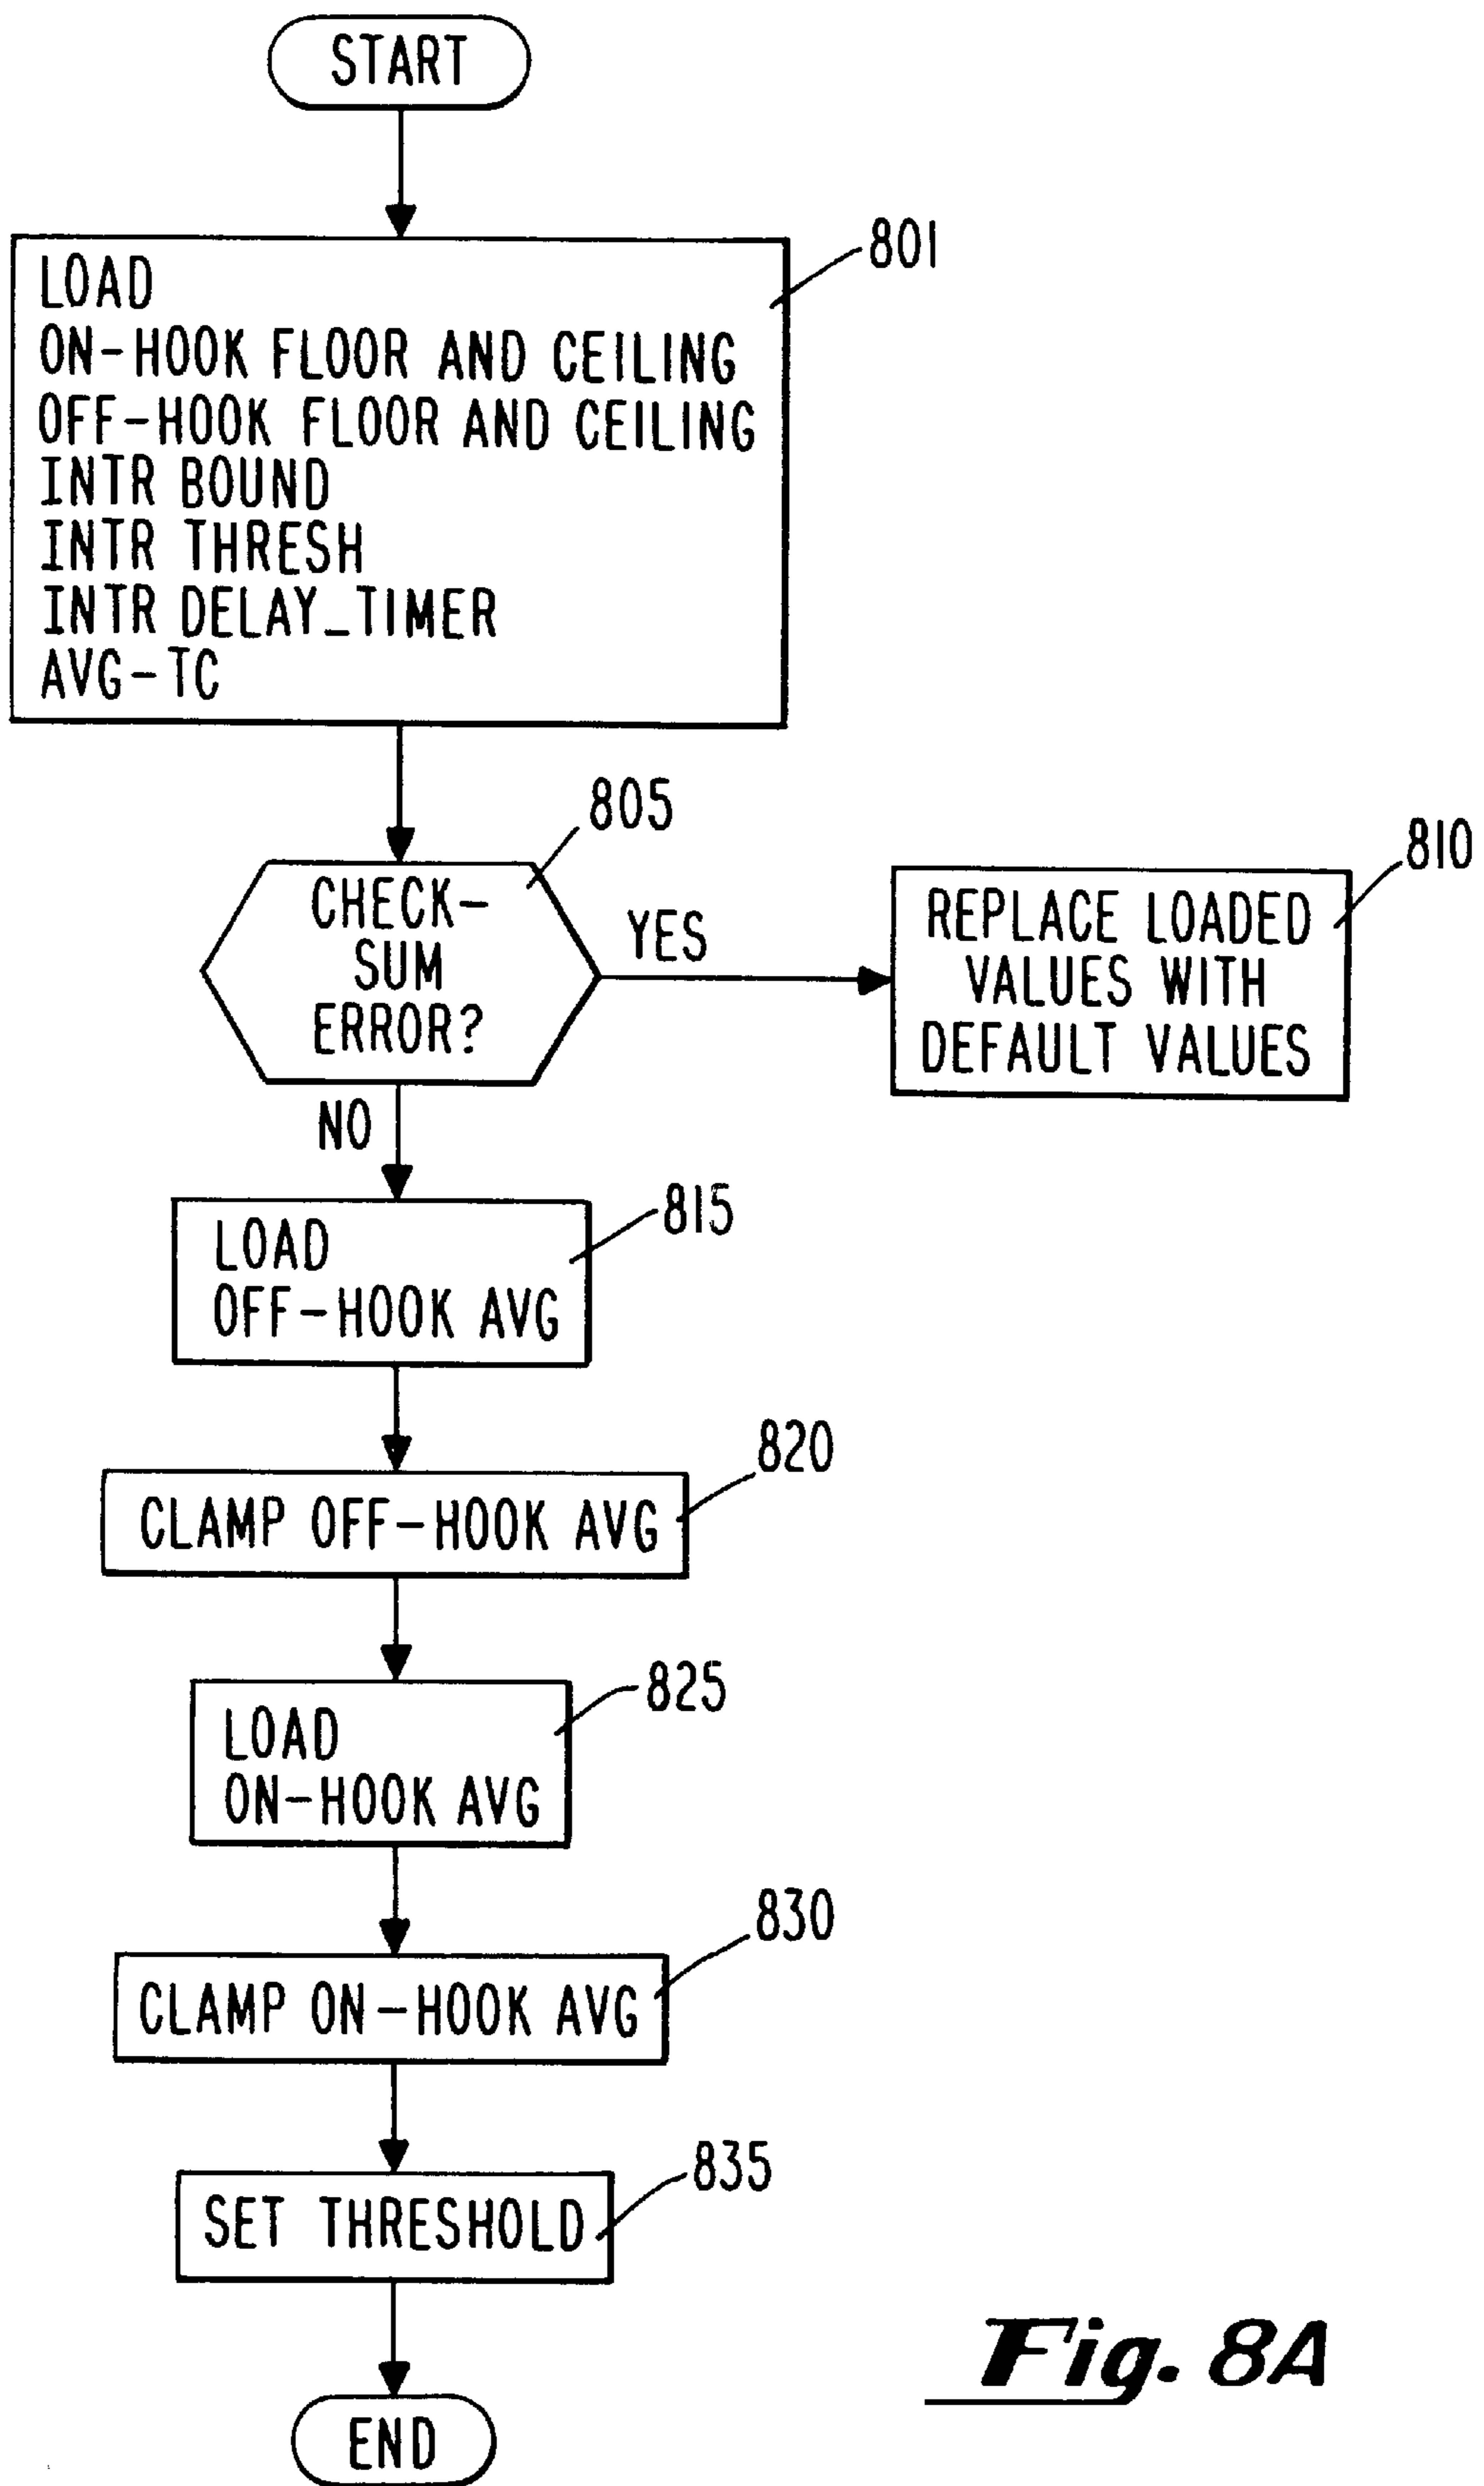 START
801
LOAD
ON-HOOK FLOOR AND CEILING
OFF-HOOK FLOOR AND CEILING
INTR BOUND
INTR THRESH
INTR DELAY_TIMER
AVG-TC
805
CHECK-
SUM
ERROR?
YES
810
REPLACE LOADED
VALUES WITH
DEFAULT VALUES
NO
815
LOAD
OFF-HOOK AVG
820
CLAMP OFF-HOOK AVG
825
LOAD
ON-HOOK AVG
830
CLAMP ON-HOOK AVG
835
SET THRESHOLD
END
Fig. 8A